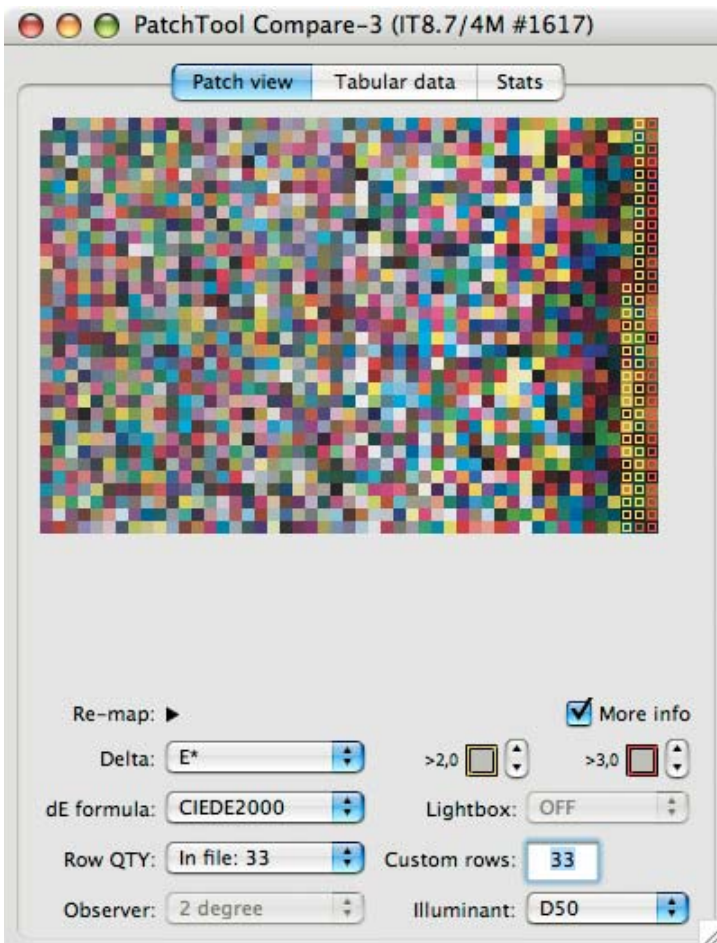 PatchTool Compare-3 (IT8.7/4M #1617)
Patch view Tabular data Stats
Re-map: More info
Delta: E* >2,0 >3,0
dE formula: CIEDE2000 Lightbox: OFF
Row QTY: In file: 33 Custom rows: 33
Observer: 2 degree Illuminant: D50